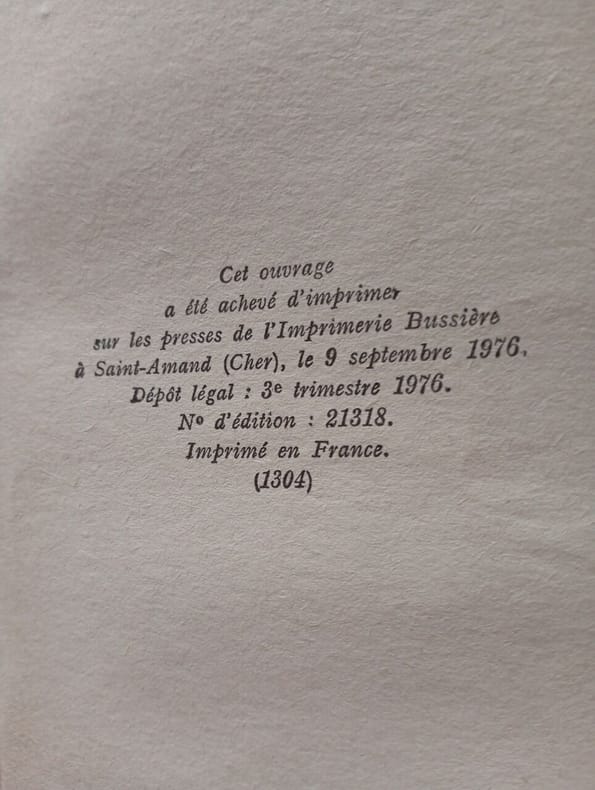 Cet ouvrage
a été achevé d'imprimer
sur les presses de l'Imprimerie Bussière
à Saint-Amand (Cher), le 9 septembre 1976.
Dépôt légal : 3e trimestre 1976.
No d'édition : 21318.
Imprimé en France.
(1304)